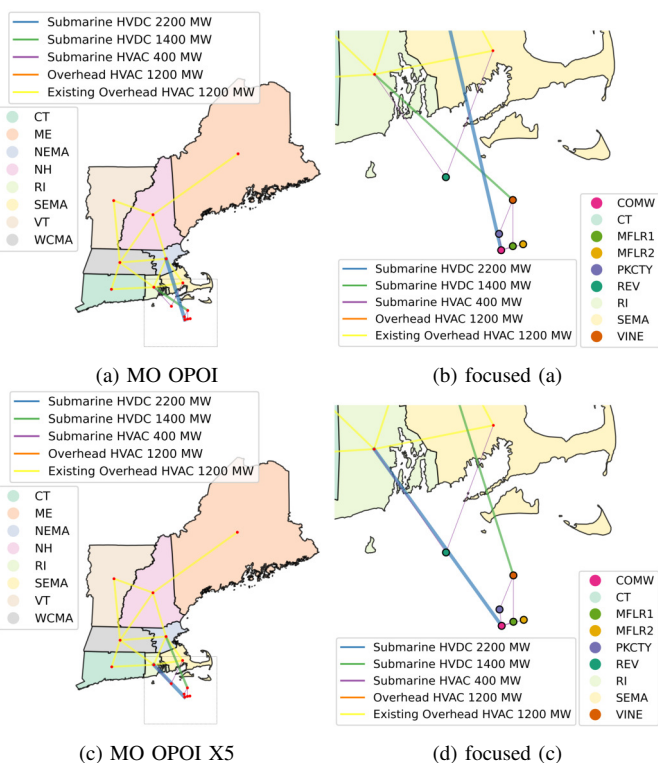 Submarine HVDC 2200 MW
Submarine HVDC 1400 MW
Submarine HVAC 400 MW
Overhead HVAC 1200 MW
Existing Overhead HVAC 1200 MW
CT
ME
NEMA
NH
RI
SEMA
VT
WCMA
(a) MO OPOI
COMW
CT
MFLR1
MFLR2
PKCTY
REV
RI
SEMA
VINE
Submarine HVDC 2200 MW
Submarine HVDC 1400 MW
Submarine HVAC 400 MW
Overhead HVAC 1200 MW
Existing Overhead HVAC 1200 MW
(b) focused (a)
Submarine HVDC 2200 MW
Submarine HVDC 1400 MW
Submarine HVAC 400 MW
Overhead HVAC 1200 MW
Existing Overhead HVAC 1200 MW
CT
ME
NEMA
NH
RI
SEMA
VT
WCMA
(c) MO OPOI X5
COMW
CT
MFLR1
MFLR2
PKCTY
REV
RI
SEMA
VINE
Submarine HVDC 2200 MW
Submarine HVDC 1400 MW
Submarine HVAC 400 MW
Overhead HVAC 1200 MW
Existing Overhead HVAC 1200 MW
(d) focused (c)